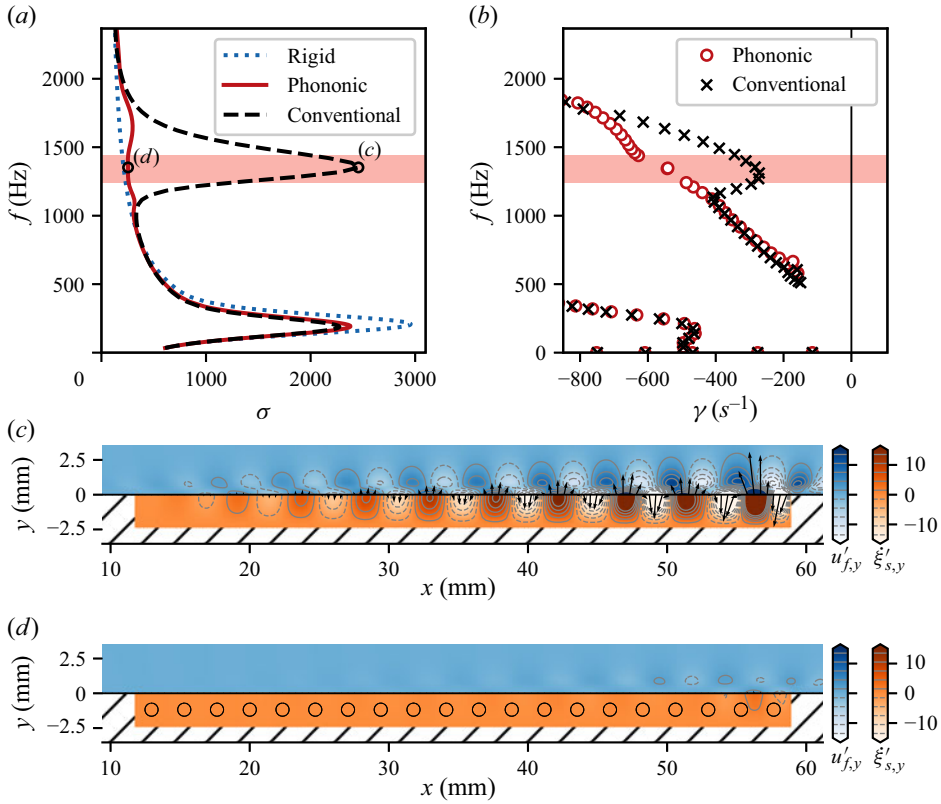 (a)
(b)
2000
1500
1000
500
0
f (Hz)
Rigid
Phononic
Conventional
(d)
(c)
1000
2000
3000
σ
2000
1500
1000
500
0
f (Hz)
Phononic
Conventional
−800
−600
−400
−200
0
γ (s⁻¹)
(c)
2.5
0
−2.5
y (mm)
10
20
30
40
50
60
x (mm)
10
0
−10
u′f,y
ξ′s,y
(d)
2.5
0
−2.5
y (mm)
10
20
30
40
50
60
x (mm)
10
0
−10
u′f,y
ξ′s,y